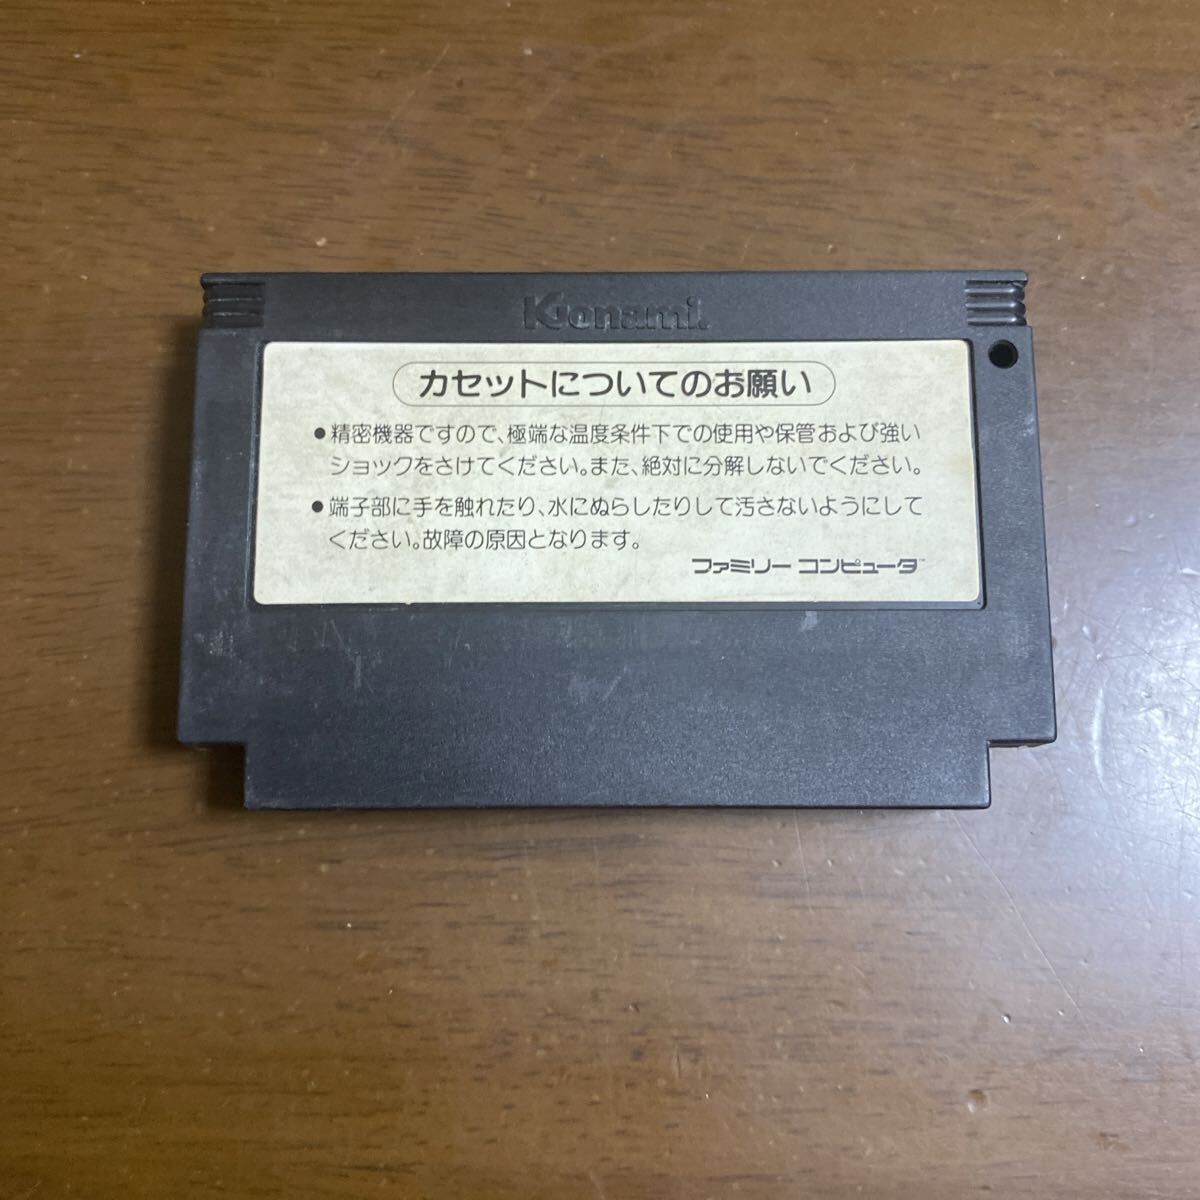 Konami
カセットについてのお願い
●精密機器ですので、極端な温度条件下での使用や保管および強い
ショックをさけてください。また、絶対に分解しないでください。
●端子部に手を触れたり、水にぬらしたりして汚さないようにして
ください。故障の原因となります。
ファミリー コンピュータ™